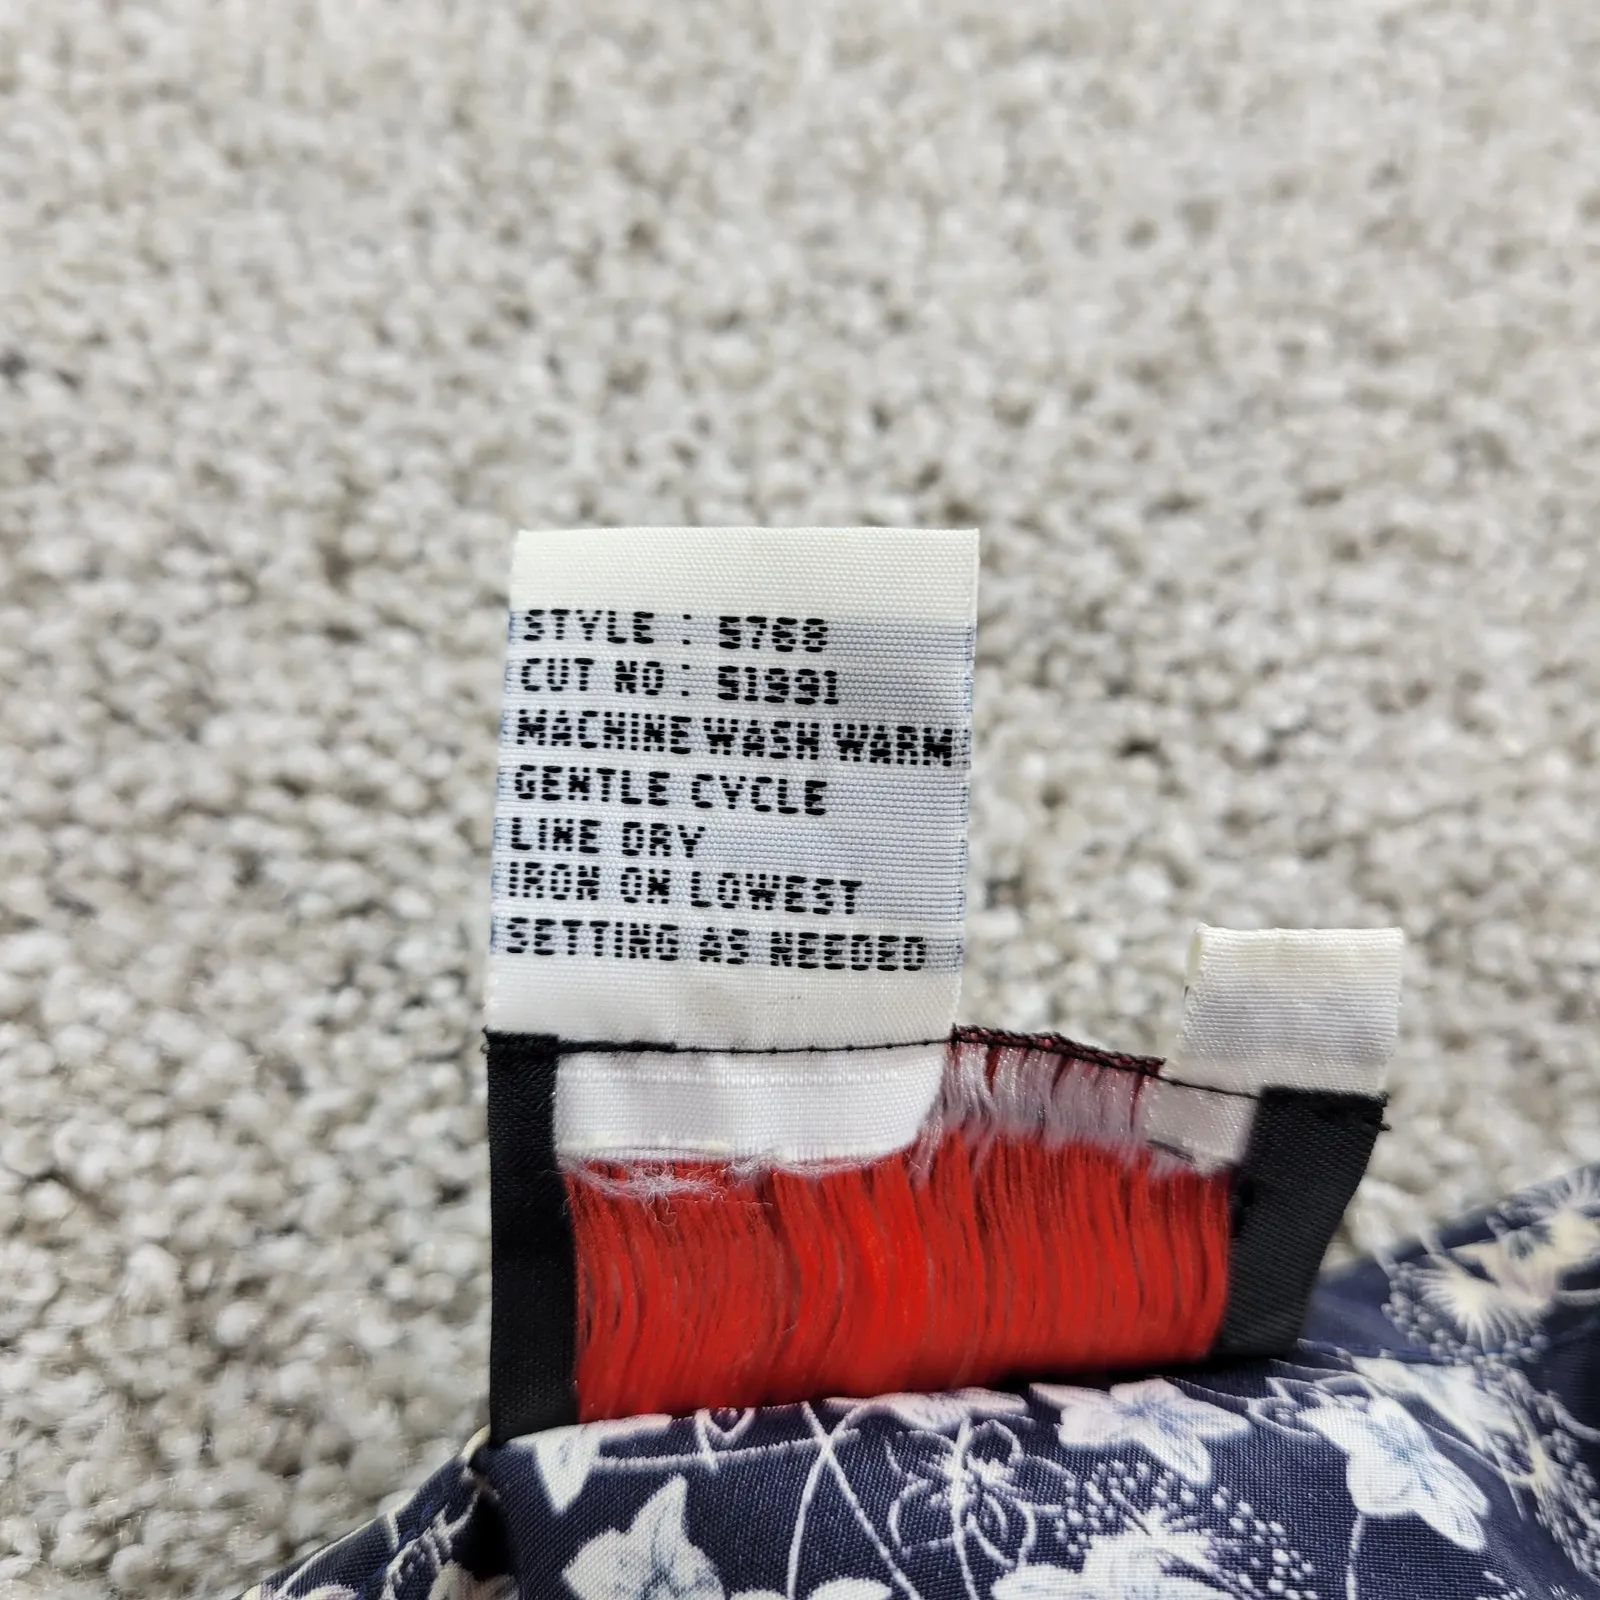 STYLE : 5768
CUT NO : 51991
MACHINE WASH WARM
GENTLE CYCLE
LINE DRY
IRON ON LOWEST
SETTING AS NEEDED